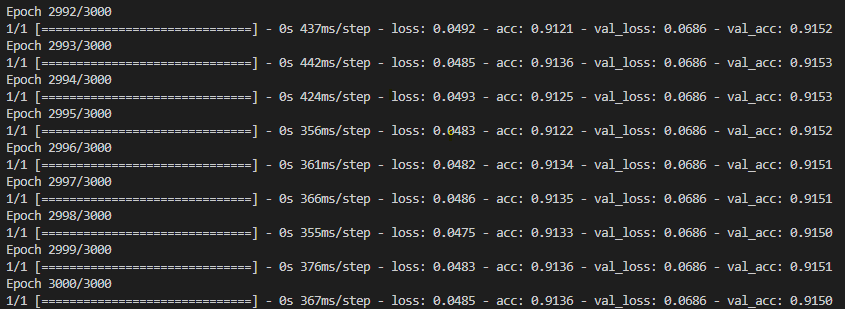 Epoch 2992/3000
1/1 [==============================] - 0s 437ms/step - loss: 0.0492 - acc: 0.9121 - val_loss: 0.0686 - val_acc: 0.9152
Epoch 2993/3000
1/1 [==============================] - 0s 442ms/step - loss: 0.0485 - acc: 0.9136 - val_loss: 0.0686 - val_acc: 0.9153
Epoch 2994/3000
1/1 [==============================] - 0s 424ms/step - loss: 0.0493 - acc: 0.9125 - val_loss: 0.0686 - val_acc: 0.9153
Epoch 2995/3000
1/1 [==============================] - 0s 356ms/step - loss: 0.0483 - acc: 0.9122 - val_loss: 0.0686 - val_acc: 0.9152
Epoch 2996/3000
1/1 [==============================] - 0s 361ms/step - loss: 0.0482 - acc: 0.9134 - val_loss: 0.0686 - val_acc: 0.9151
Epoch 2997/3000
1/1 [==============================] - 0s 366ms/step - loss: 0.0486 - acc: 0.9135 - val_loss: 0.0686 - val_acc: 0.9151
Epoch 2998/3000
1/1 [==============================] - 0s 355ms/step - loss: 0.0475 - acc: 0.9133 - val_loss: 0.0686 - val_acc: 0.9150
Epoch 2999/3000
1/1 [==============================] - 0s 376ms/step - loss: 0.0483 - acc: 0.9136 - val_loss: 0.0686 - val_acc: 0.9151
Epoch 3000/3000
1/1 [==============================] - 0s 367ms/step - loss: 0.0485 - acc: 0.9136 - val_loss: 0.0686 - val_acc: 0.9150